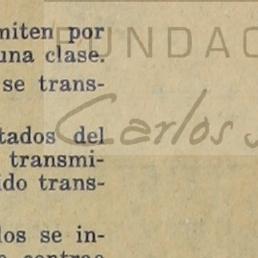 miten por
una clase.
se trans-
tados del
transmi-
ido trans-
los se in-
FUNDAC
Carlos